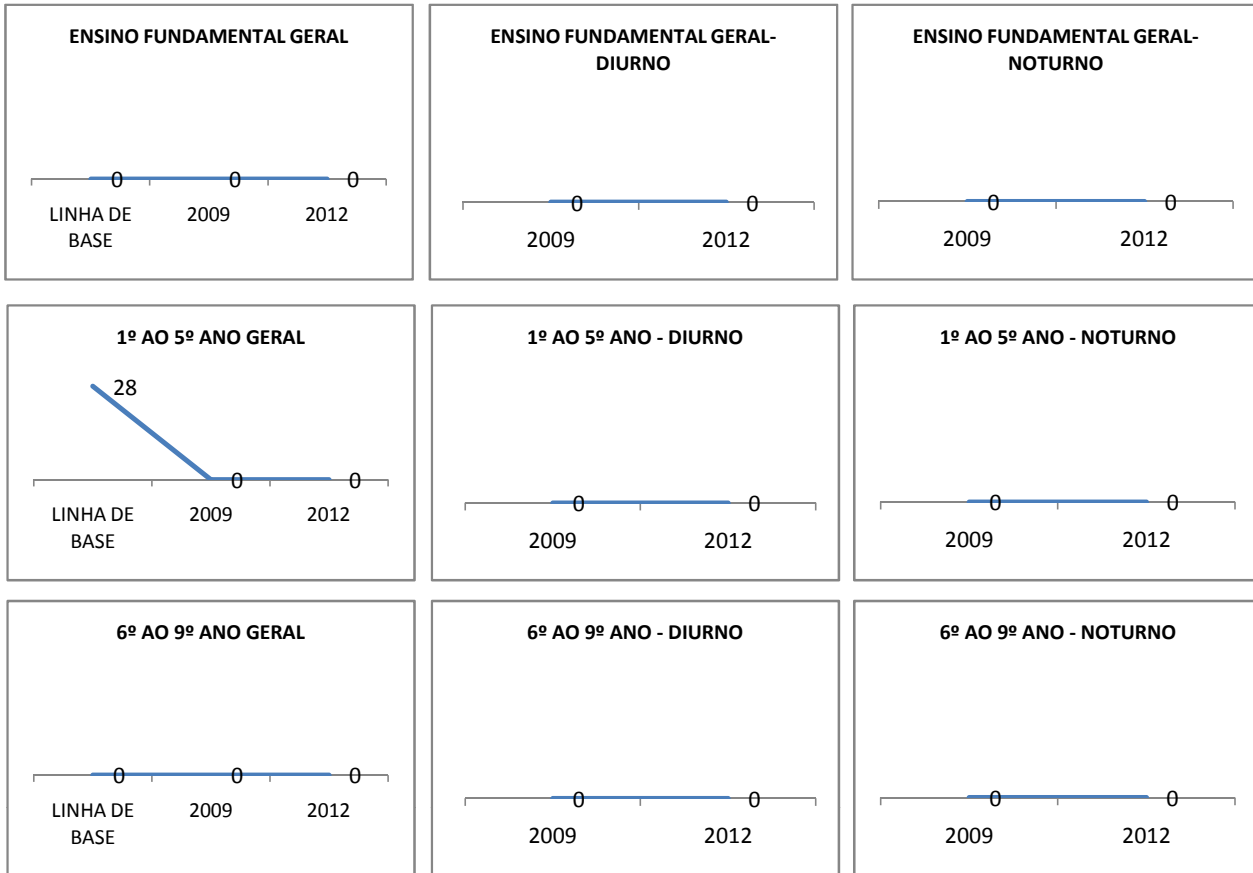 ENSINO FUNDAMENTAL GERAL
0 0 0
LINHA DE
BASE
2009 2012
ENSINO FUNDAMENTAL GERAL-
DIURNO
0 0
2009 2012
ENSINO FUNDAMENTAL GERAL-
NOTURNO
0 0
2009 2012
1º AO 5º ANO GERAL
28
0 0
LINHA DE
BASE
2009 2012
1º AO 5º ANO - DIURNO
0 0
2009 2012
1º AO 5º ANO - NOTURNO
0 0
2009 2012
6º AO 9º ANO GERAL
0 0 0
LINHA DE
BASE
2009 2012
6º AO 9º ANO - DIURNO
0 0
2009 2012
6º AO 9º ANO - NOTURNO
0 0
2009 2012